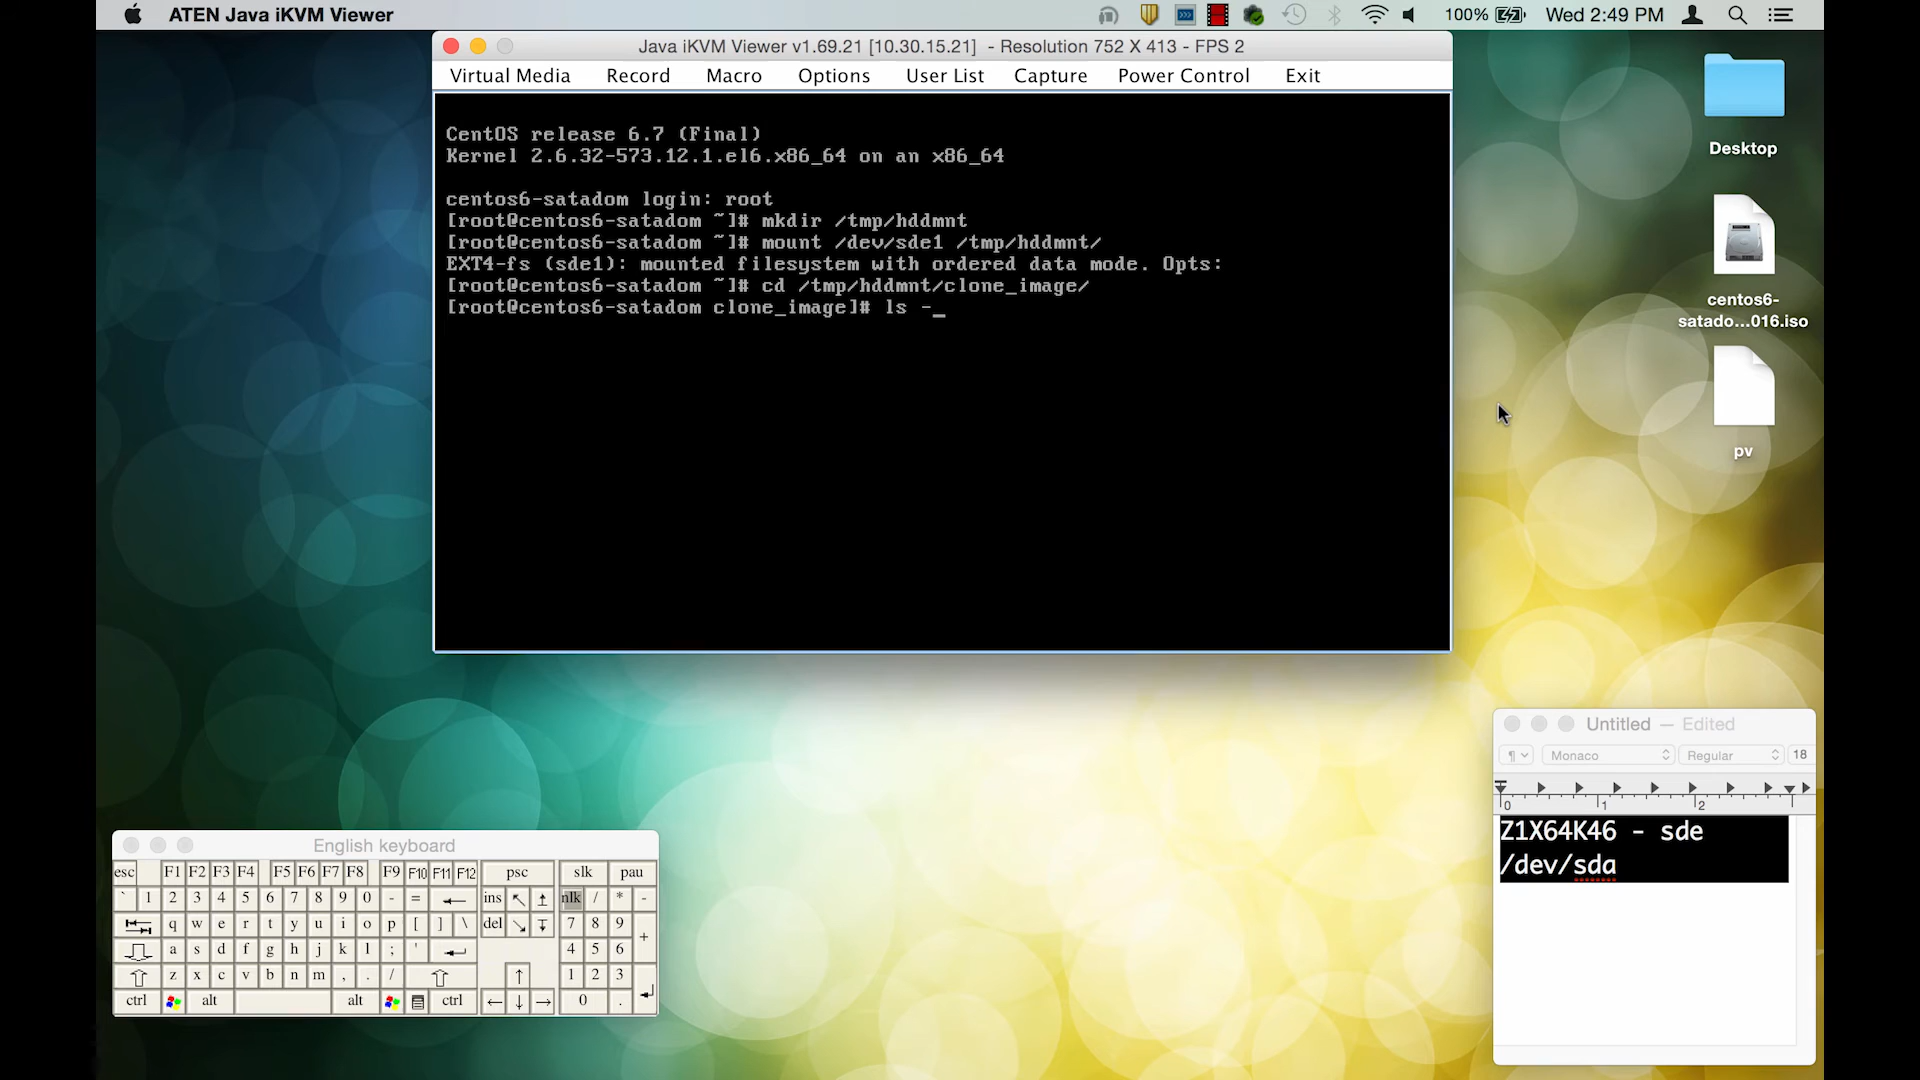 ATEN Java iKVM Viewer
100%
Wed 2:49 PM
Java iKVM Viewer v1.69.21 [10.30.15.21] - Resolution 752 X 413 - FPS 2
Virtual Media Record Macro Options User List Capture Power Control Exit
CentOS release 6.7 (Final)
Kernel 2.6.32-573.12.1.el6.x86_64 on an x86_64
centos6-satadom login: root
[root@centos6-satadom ~]# mkdir /tmp/hddmnt
[root@centos6-satadom ~]# mount /dev/sde1 /tmp/hddmnt/
EXT4-fs (sde1): mounted filesystem with ordered data mode. Opts:
[root@centos6-satadom ~]# cd /tmp/hddmnt/clone_image/
[root@centos6-satadom clone_image]# ls -_
Desktop
centos6-
satado...016.iso
pv
Untitled — Edited
¶ Monaco Regular 18
0 1 2
Z1X64K46 - sde
/dev/sda
English keyboard
esc F1 F2 F3 F4 F5 F6 F7 F8 F9 F10 F11 F12 psc slk pau
` 1 2 3 4 5 6 7 8 9 0 - = ins nlk / * -
q w e r t y u i o p [ ] \ del 7 8 9 +
a s d f g h j k l ; ' 4 5 6
z x c v b n m , . / 1 2 3
ctrl alt alt ctrl 0 .